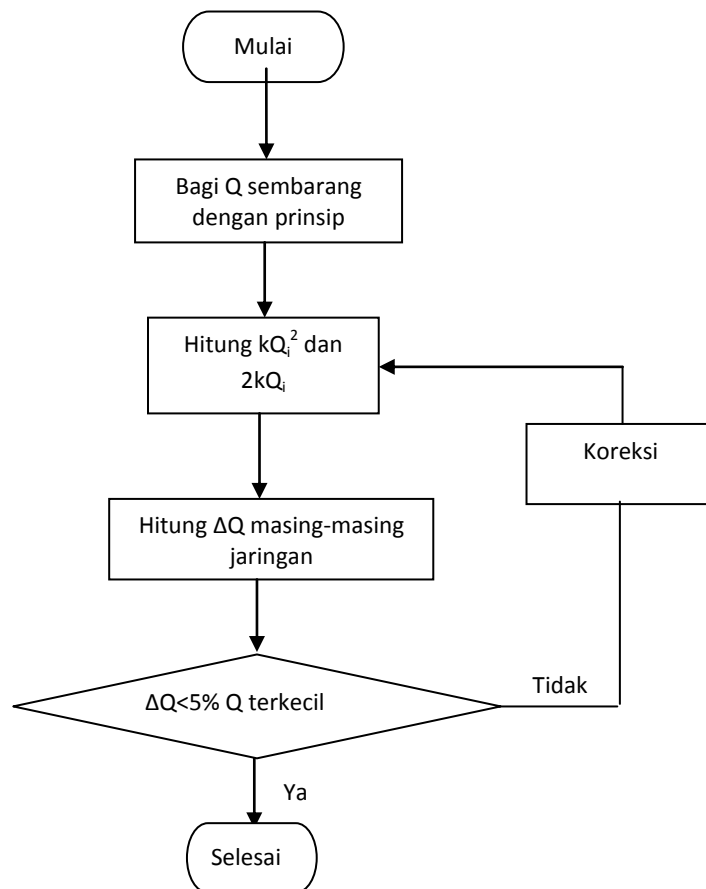 Mulai
Bagi Q sembarang
dengan prinsip
Hitung kQᵢ² dan
2kQᵢ
Koreksi
Hitung ΔQ masing-masing
jaringan
Tidak
ΔQ<5% Q terkecil
Ya
Selesai